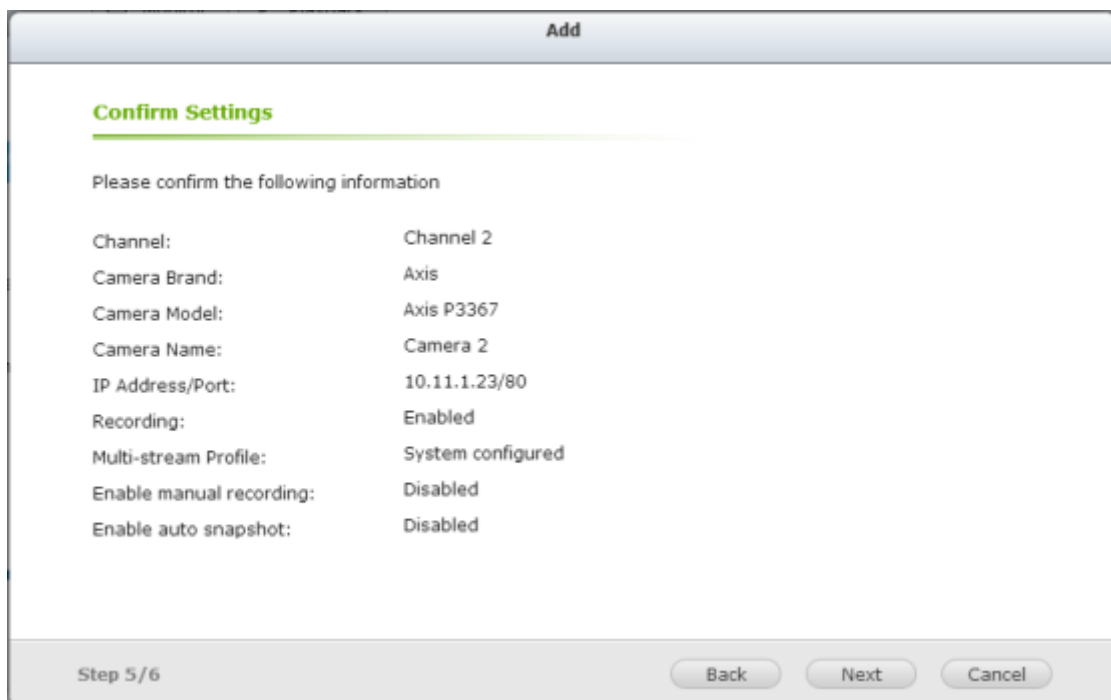 Add
Confirm Settings
Please confirm the following information
Channel: Channel 2
Camera Brand: Axis
Camera Model: Axis P3367
Camera Name: Camera 2
IP Address/Port: 10.11.1.23/80
Recording: Enabled
Multi-stream Profile: System configured
Enable manual recording: Disabled
Enable auto snapshot: Disabled
Step 5/6 Back Next Cancel